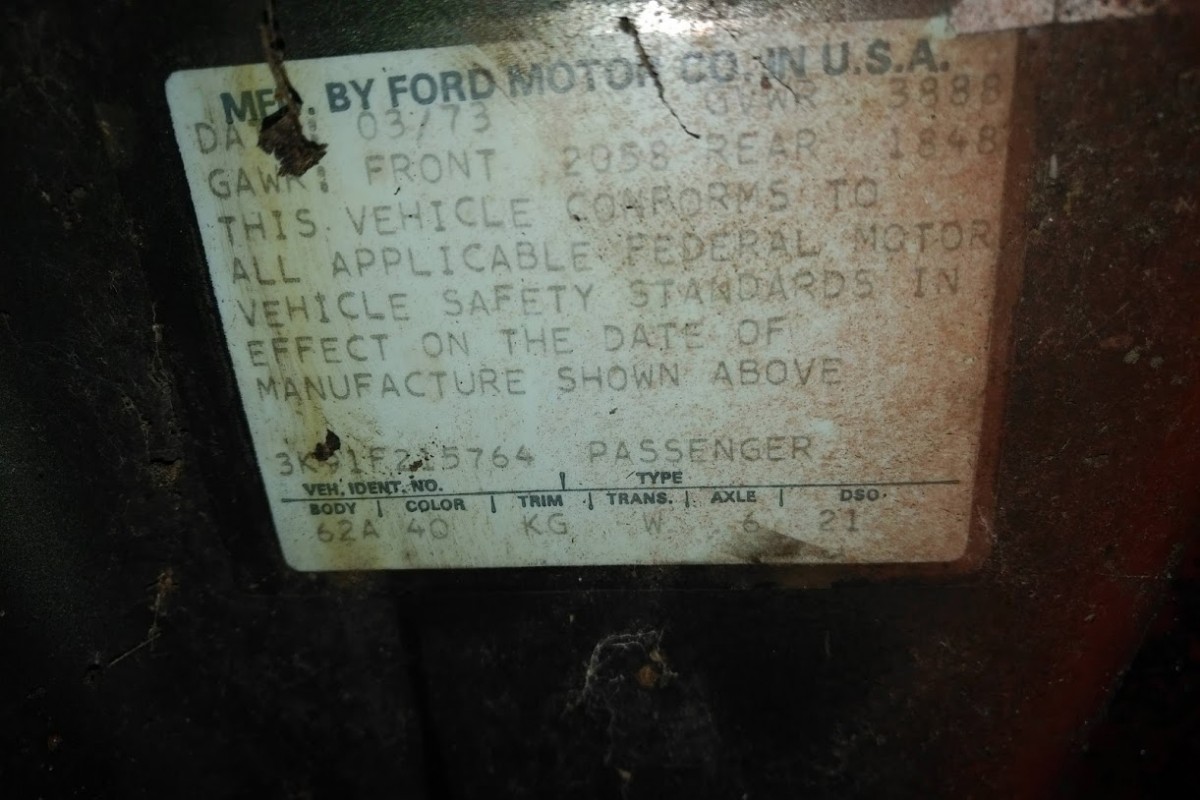 MFD. BY FORD MOTOR CO. IN U.S.A.
DATE: 03/73 GVWR 3888
GAWR: FRONT 2058 REAR 1848
THIS VEHICLE CONFORMS TO
ALL APPLICABLE FEDERAL MOTOR
VEHICLE SAFETY STANDARDS IN
EFFECT ON THE DATE OF
MANUFACTURE SHOWN ABOVE
3K91F215764 PASSENGER
VEH. IDENT. NO. | TYPE
BODY | COLOR | TRIM | TRANS. | AXLE | DSO
62A 4Q KG W 6 21